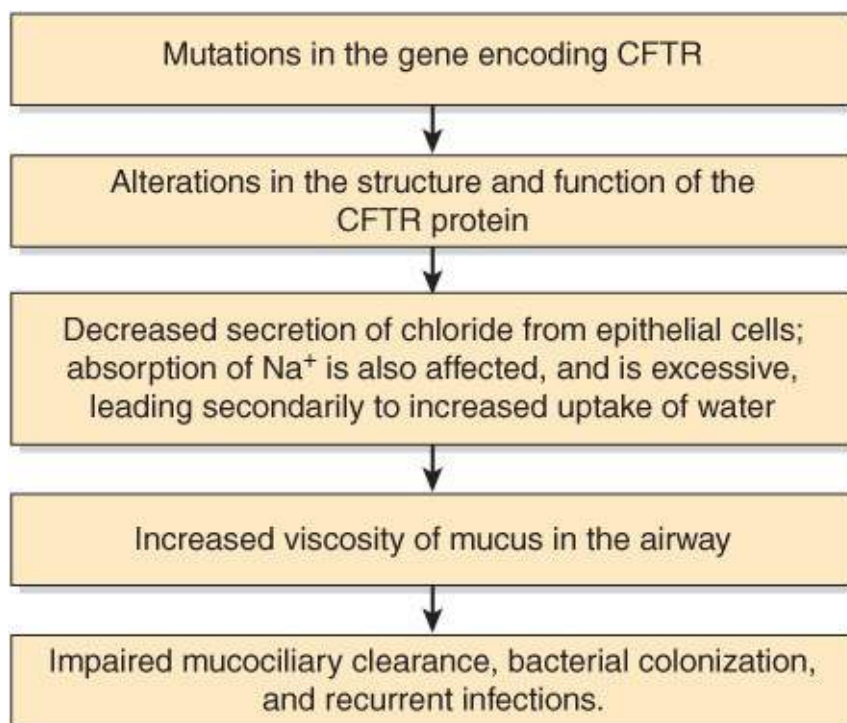 Mutations in the gene encoding CFTR
Alterations in the structure and function of the
CFTR protein
Decreased secretion of chloride from epithelial cells;
absorption of Na⁺ is also affected, and is excessive,
leading secondarily to increased uptake of water
Increased viscosity of mucus in the airway
Impaired mucociliary clearance, bacterial colonization,
and recurrent infections.